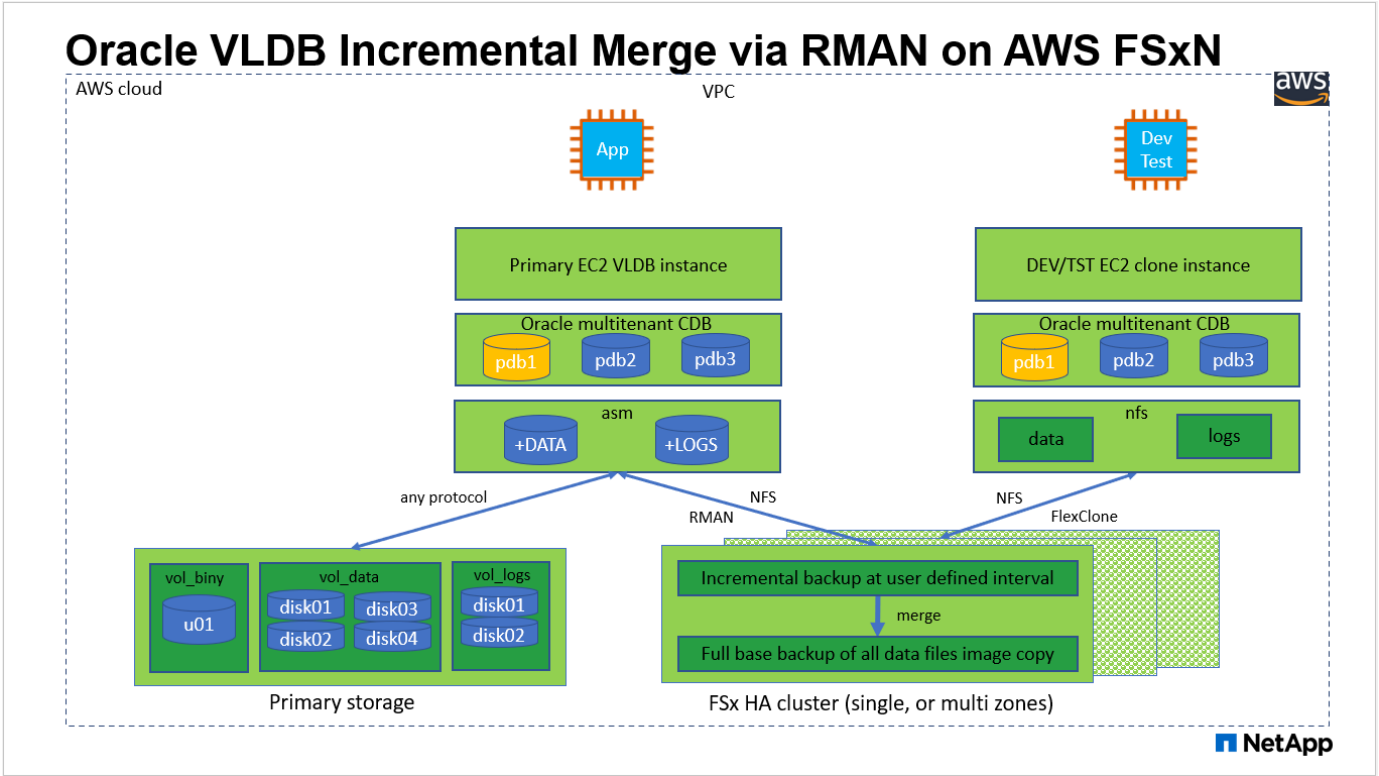 Oracle VLDB Incremental Merge via RMAN on AWS FSxN
AWS cloud
VPC
aws
App
Dev
Test
Primary EC2 VLDB instance
DEV/TST EC2 clone instance
Oracle multitenant CDB
pdb1
pdb2
pdb3
Oracle multitenant CDB
pdb1
pdb2
pdb3
asm
+DATA
+LOGS
nfs
data
logs
any protocol
NFS
RMAN
NFS
FlexClone
vol_biny
u01
vol_data
disk01
disk03
disk02
disk04
vol_logs
disk01
disk02
Incremental backup at user defined interval
merge
Full base backup of all data files image copy
Primary storage
FSx HA cluster (single, or multi zones)
NetApp